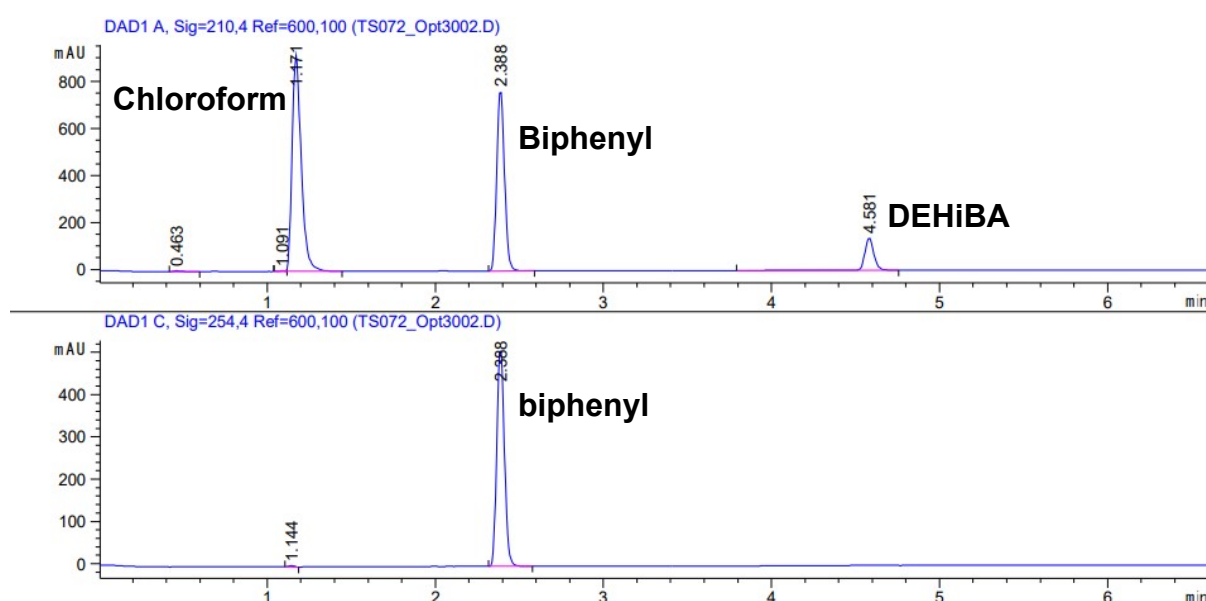 DAD1 A, Sig=210,4 Ref=600,100 (TS072_Opt3002.D)
mAU
800
600
400
200
0
Chloroform
Biphenyl
DEHiBA
0.463
1.091
1.171
2.388
4.581
1
2
3
4
5
6
min
DAD1 C, Sig=254,4 Ref=600,100 (TS072_Opt3002.D)
mAU
400
300
200
100
0
biphenyl
1.144
2.388
1
2
3
4
5
6
min